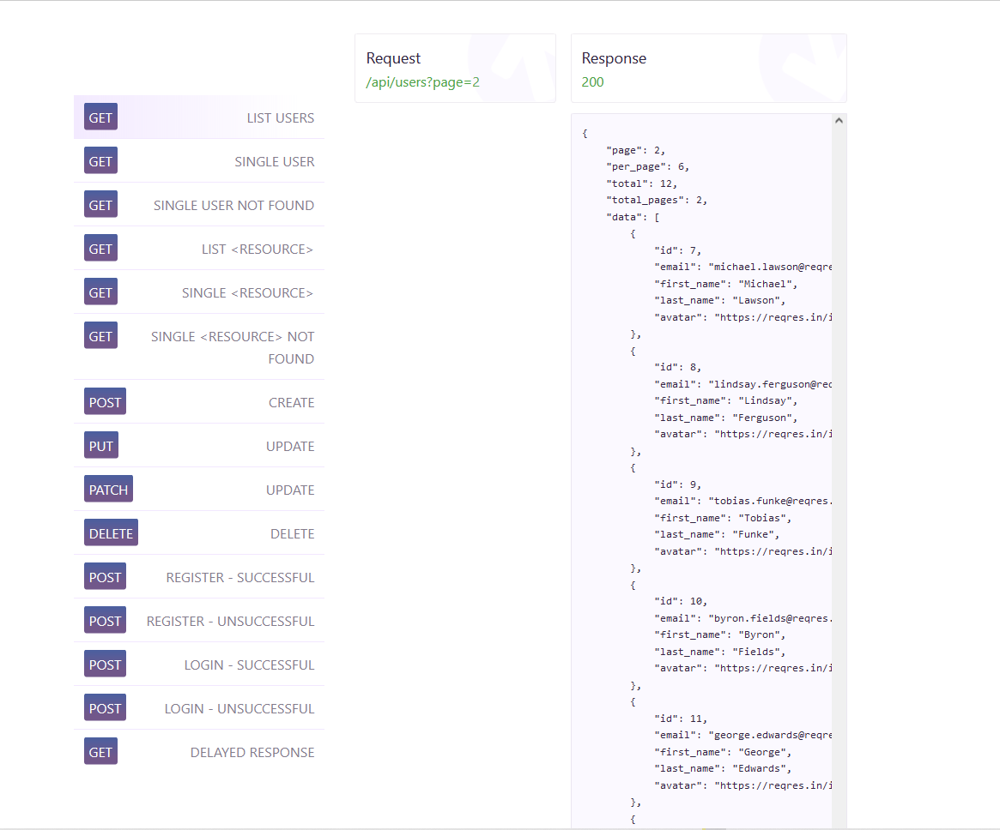 GET LIST USERS
GET SINGLE USER
GET SINGLE USER NOT FOUND
GET LIST <RESOURCE>
GET SINGLE <RESOURCE>
GET SINGLE <RESOURCE> NOT
FOUND
POST CREATE
PUT UPDATE
PATCH UPDATE
DELETE DELETE
POST REGISTER - SUCCESSFUL
POST REGISTER - UNSUCCESSFUL
POST LOGIN - SUCCESSFUL
POST LOGIN - UNSUCCESSFUL
GET DELAYED RESPONSE
Request
/api/users?page=2
Response
200
{
"page": 2,
"per_page": 6,
"total": 12,
"total_pages": 2,
"data": [
{
"id": 7,
"email": "michael.lawson@reqre
"first_name": "Michael",
"last_name": "Lawson",
"avatar": "https://reqres.in/i
},
{
"id": 8,
"email": "lindsay.ferguson@req
"first_name": "Lindsay",
"last_name": "Ferguson",
"avatar": "https://reqres.in/i
},
{
"id": 9,
"email": "tobias.funke@reqres.
"first_name": "Tobias",
"last_name": "Funke",
"avatar": "https://reqres.in/i
},
{
"id": 10,
"email": "byron.fields@reqres.
"first_name": "Byron",
"last_name": "Fields",
"avatar": "https://reqres.in/i
},
{
"id": 11,
"email": "george.edwards@reqre
"first_name": "George",
"last_name": "Edwards",
"avatar": "https://reqres.in/i
},
{